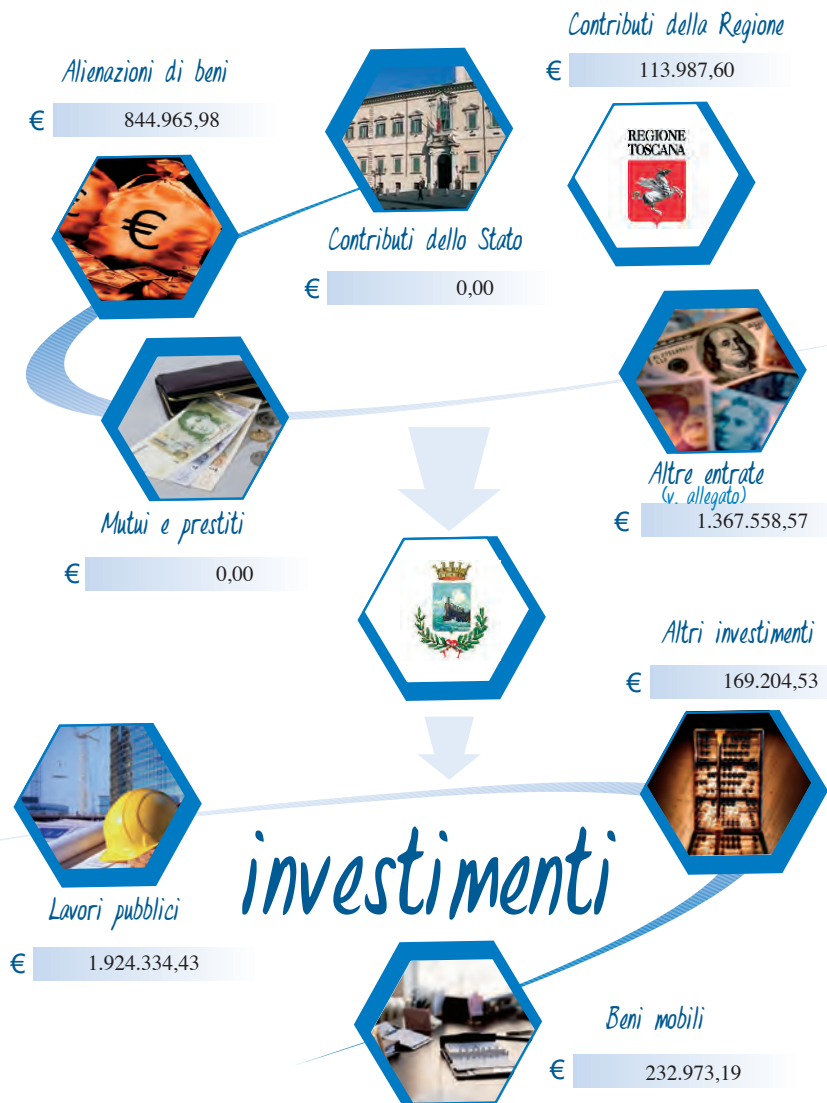 Contributi della Regione
€ 113.987,60
Alienazioni di beni
€ 844.965,98
REGIONE
TOSCANA
€
Contributi dello Stato
€ 0,00
Altre entrate
(v. allegato)
€ 1.367.558,57
Mutui e prestiti
€ 0,00
Altri investimenti
€ 169.204,53
investimenti
Lavori pubblici
€ 1.924.334,43
Beni mobili
€ 232.973,19